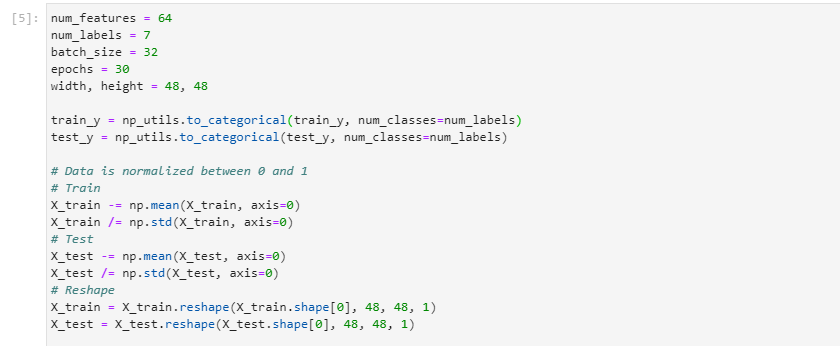 [5]: num_features = 64
num_labels = 7
batch_size = 32
epochs = 30
width, height = 48, 48

train_y = np_utils.to_categorical(train_y, num_classes=num_labels)
test_y = np_utils.to_categorical(test_y, num_classes=num_labels)

# Data is normalized between 0 and 1
# Train
X_train -= np.mean(X_train, axis=0)
X_train /= np.std(X_train, axis=0)
# Test
X_test -= np.mean(X_test, axis=0)
X_test /= np.std(X_test, axis=0)
# Reshape
X_train = X_train.reshape(X_train.shape[0], 48, 48, 1)
X_test = X_test.reshape(X_test.shape[0], 48, 48, 1)